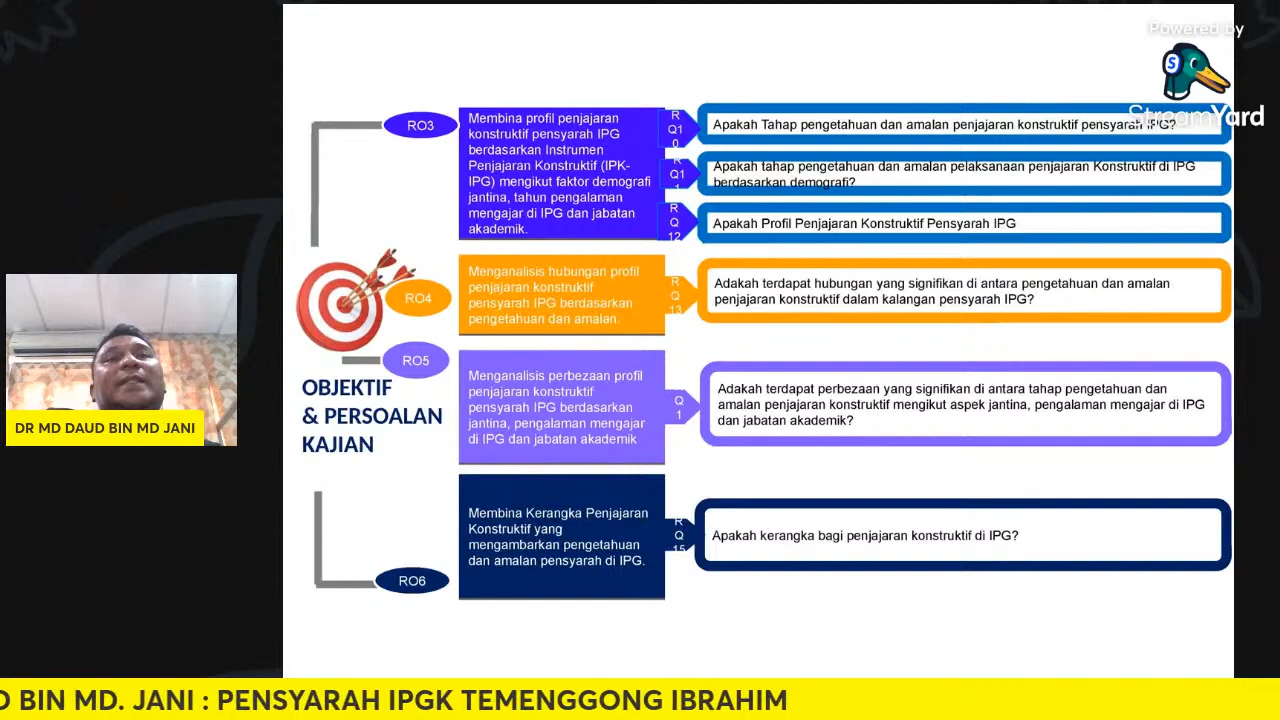 Powered by
StreamYard
RO3
Membina profil penjajaran
konstruktif pensyarah IPG
berdasarkan Instrumen
Penjajaran Konstruktif (IPK-
IPG) mengikut faktor demografi
jantina, tahun pengalaman
mengajar di IPG dan jabatan
akademik.
R
Q1
0
Apakah Tahap pengetahuan dan amalan penjajaran konstruktif pensyarah IPG?
R
Q1
1
Apakah tahap pengetahuan dan amalan pelaksanaan penjajaran Konstruktif di IPG
berdasarkan demografi?
R
Q
12
Apakah Profil Penjajaran Konstruktif Pensyarah IPG
RO4
Menganalisis hubungan profil
penjajaran konstruktif
pensyarah IPG berdasarkan
pengetahuan dan amalan.
R
Q
13
Adakah terdapat hubungan yang signifikan di antara pengetahuan dan amalan
penjajaran konstruktif dalam kalangan pensyarah IPG?
RO5
OBJEKTIF
& PERSOALAN
KAJIAN
Menganalisis perbezaan profil
penjajaran konstruktif
pensyarah IPG berdasarkan
jantina, pengalaman mengajar
di IPG dan jabatan akademik
Q
1
Adakah terdapat perbezaan yang signifikan di antara tahap pengetahuan dan
amalan penjajaran konstruktif mengikut aspek jantina, pengalaman mengajar di IPG
dan jabatan akademik?
RO6
Membina Kerangka Penjajaran
Konstruktif yang
mengambarkan pengetahuan
dan amalan pensyarah di IPG.
R
Q
15
Apakah kerangka bagi penjajaran konstruktif di IPG?
DR MD DAUD BIN MD JANI
D BIN MD. JANI : PENSYARAH IPGK TEMENGGONG IBRAHIM